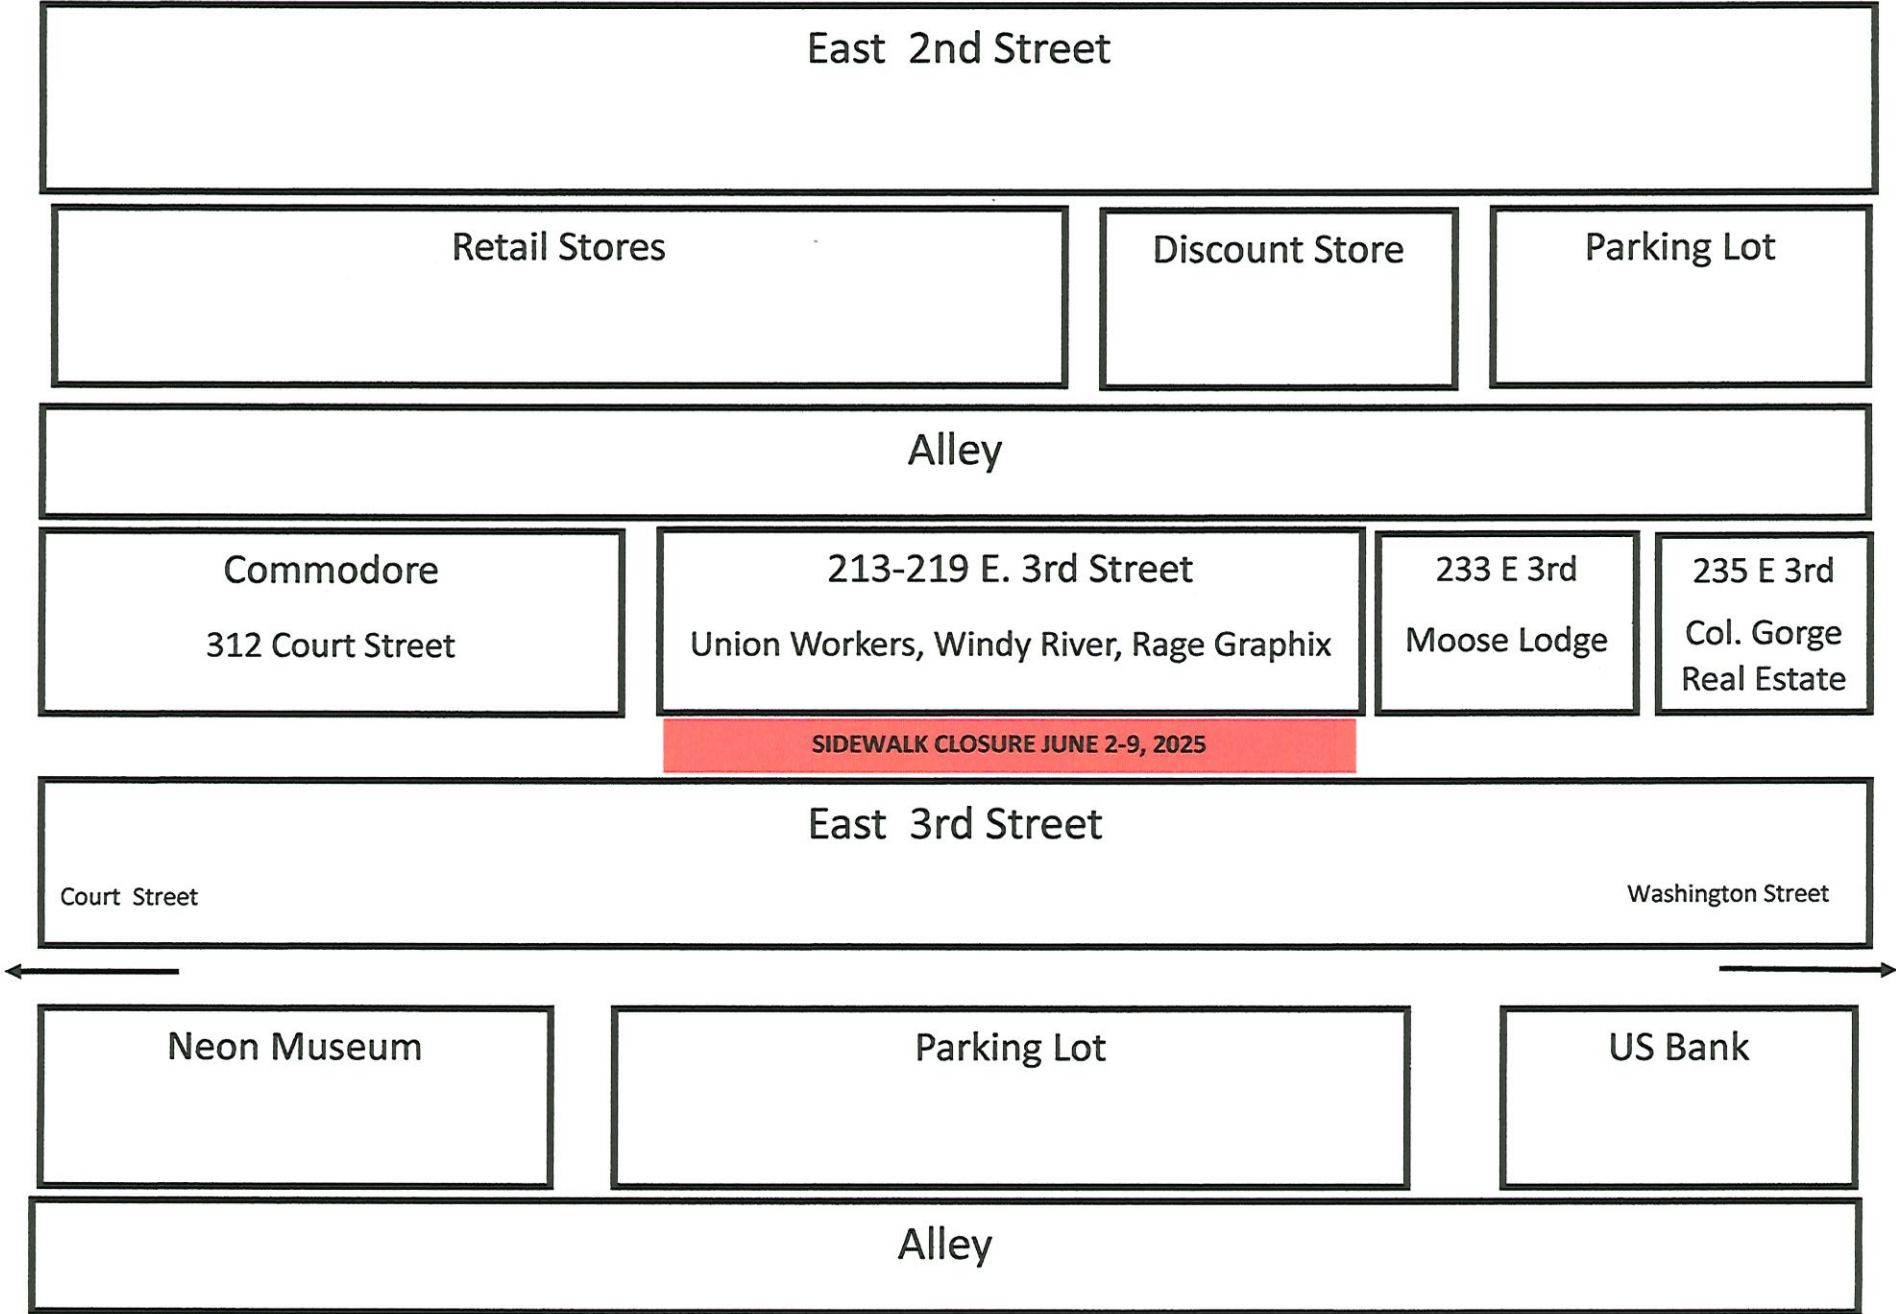 East 2nd Street
Retail Stores
Discount Store
Parking Lot
Alley
Commodore
312 Court Street
213-219 E. 3rd Street
Union Workers, Windy River, Rage Graphix
233 E 3rd
Moose Lodge
235 E 3rd
Col. Gorge
Real Estate
SIDEWALK CLOSURE JUNE 2-9, 2025
East 3rd Street
Court Street
Washington Street
Neon Museum
Parking Lot
US Bank
Alley